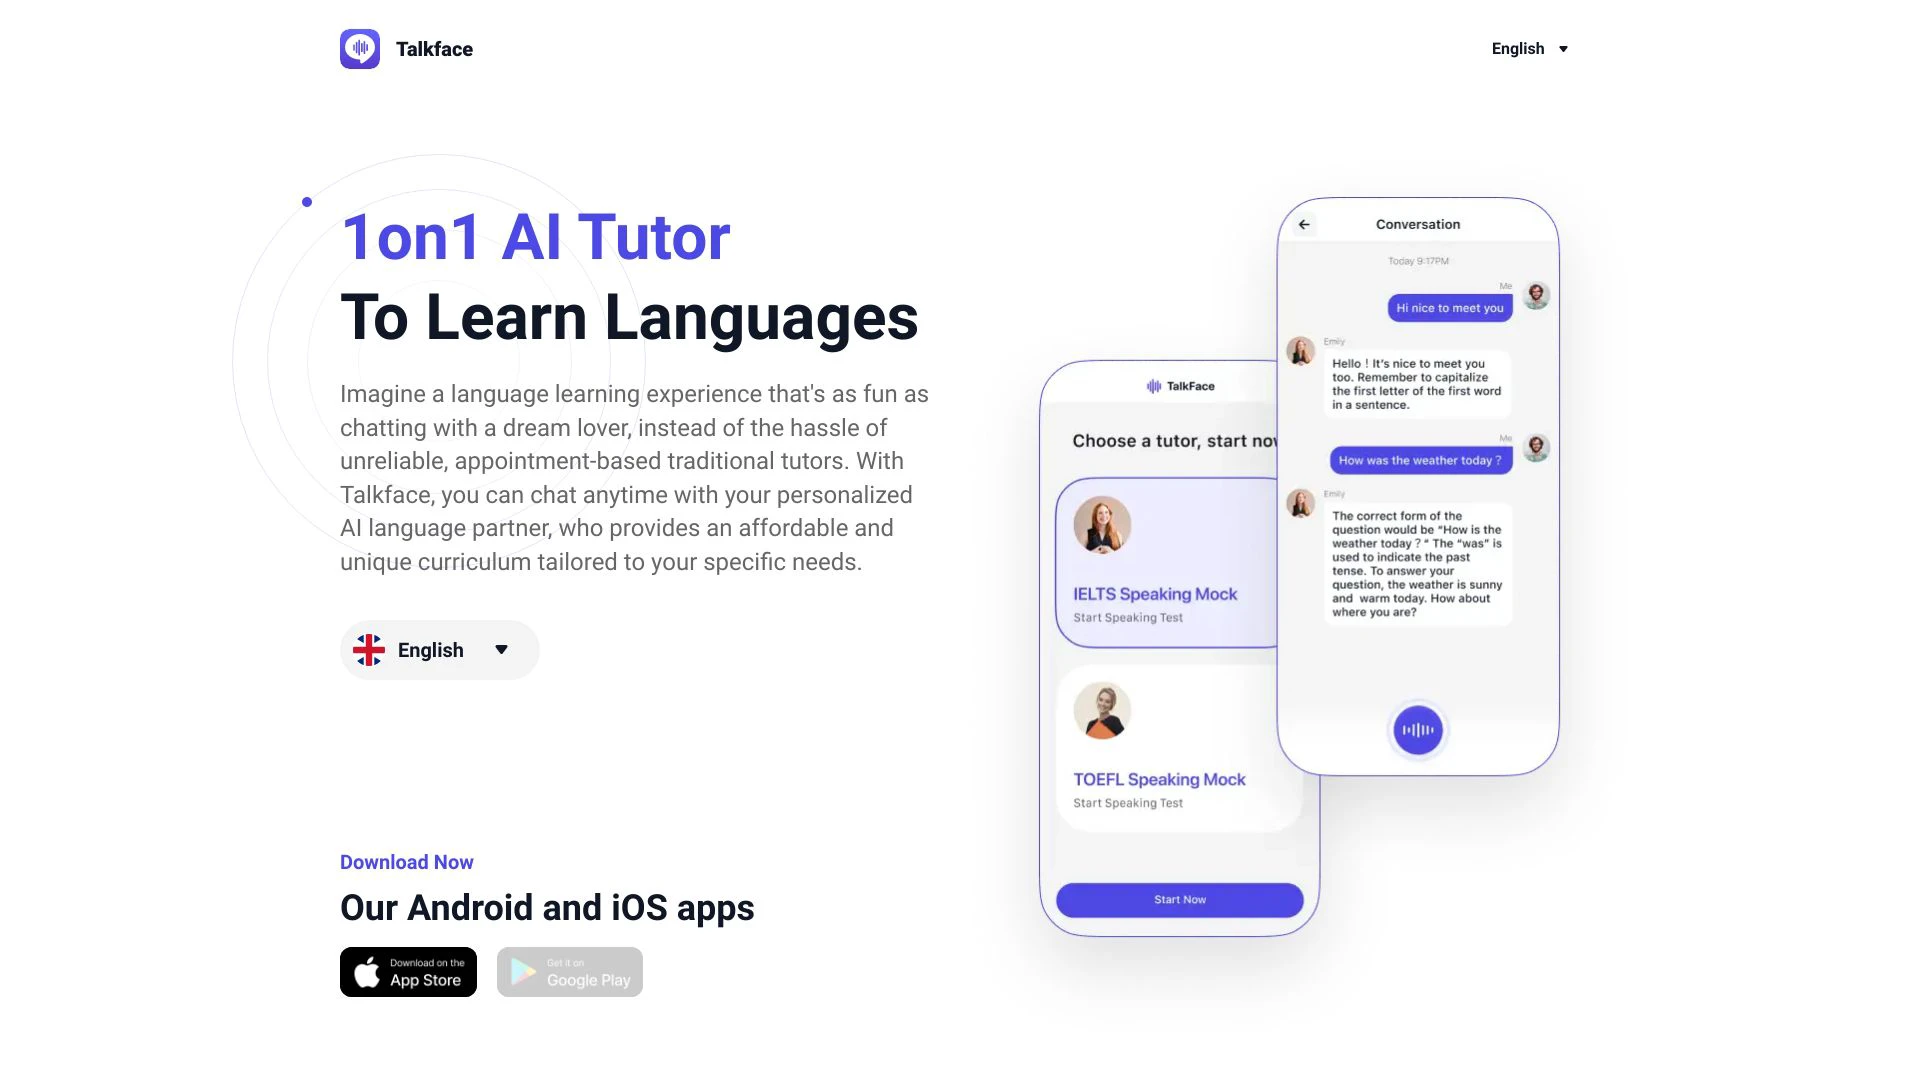 Talkface
English
1on1 AI Tutor
To Learn Languages
Imagine a language learning experience that's as fun as
chatting with a dream lover, instead of the hassle of
unreliable, appointment-based traditional tutors. With
Talkface, you can chat anytime with your personalized
AI language partner, who provides an affordable and
unique curriculum tailored to your specific needs.
English
Download Now
Our Android and iOS apps
Download on the
App Store
Get it on
Google Play
TalkFace
Choose a tutor, start now
IELTS Speaking Mock
Start Speaking Test
TOEFL Speaking Mock
Start Speaking Test
Start Now
Conversation
Today 9:17PM
Me
Hi nice to meet you
Emily
Hello ! It's nice to meet you
too. Remember to capitalize
the first letter of the first word
in a sentence.
Me
How was the weather today ?
Emily
The correct form of the
question would be “How is the
weather today ? “ The “was” is
used to indicate the past
tense. To answer your
question, the weather is sunny
and warm today. How about
where you are?